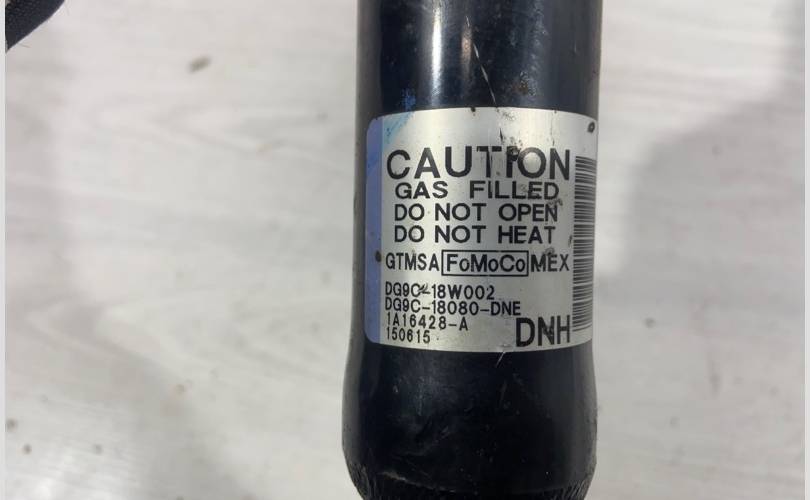 CAUTION
GAS FILLED
DO NOT OPEN
DO NOT HEAT
GTMSA FoMoCo MEX
DG9C-18W002
DG9C-18080-DNE
1A16428-A
150615
DNH